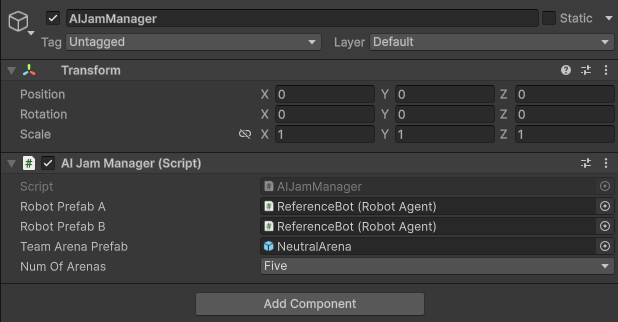 AIJamManager
Static
Tag Untagged Layer Default
Transform
Position X 0 Y 0 Z 0
Rotation X 0 Y 0 Z 0
Scale X 1 Y 1 Z 1
# AI Jam Manager (Script)
Script # AIJamManager
Robot Prefab A # ReferenceBot (Robot Agent)
Robot Prefab B # ReferenceBot (Robot Agent)
Team Arena Prefab NeutralArena
Num Of Arenas Five
Add Component